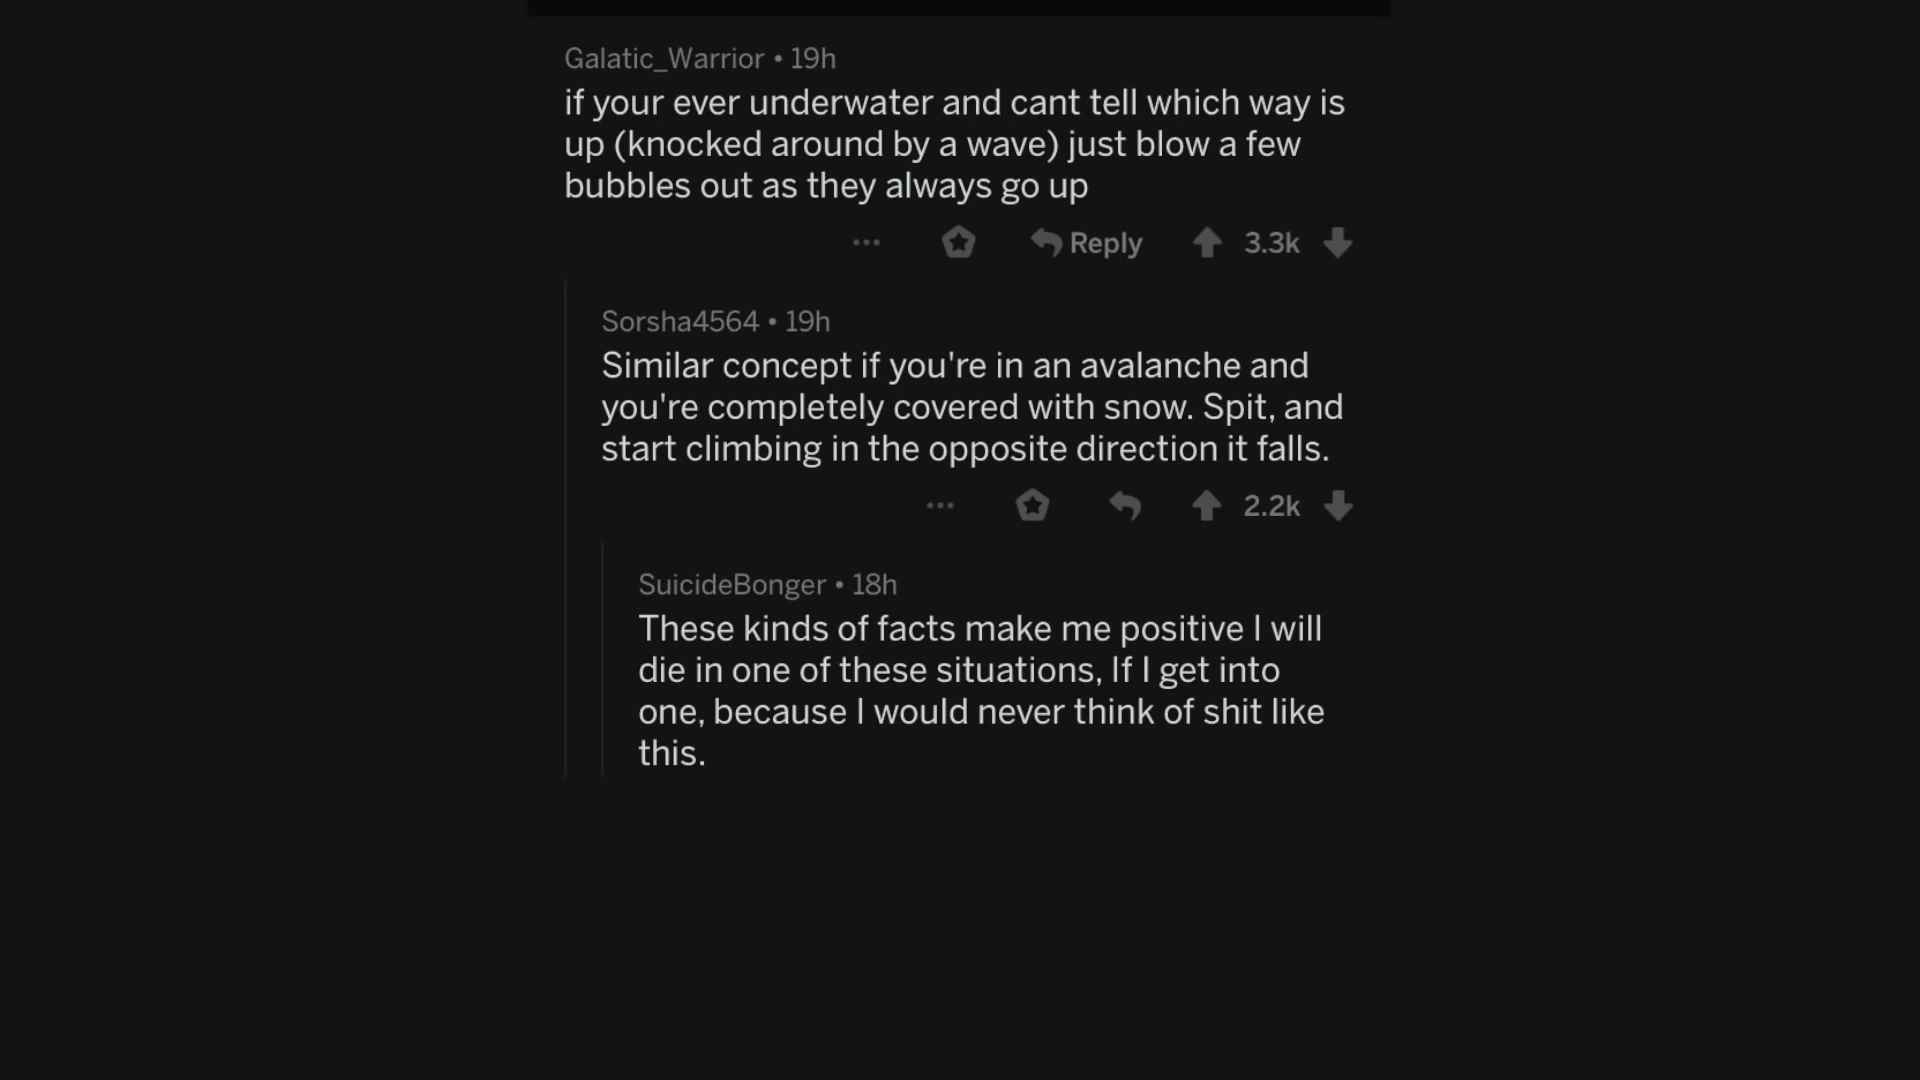 Galatic_Warrior • 19h
if your ever underwater and cant tell which way is
up (knocked around by a wave) just blow a few
bubbles out as they always go up
Reply 3.3k
Sorsha4564 • 19h
Similar concept if you're in an avalanche and
you're completely covered with snow. Spit, and
start climbing in the opposite direction it falls.
2.2k
SuicideBonger • 18h
These kinds of facts make me positive I will
die in one of these situations, If I get into
one, because I would never think of shit like
this.